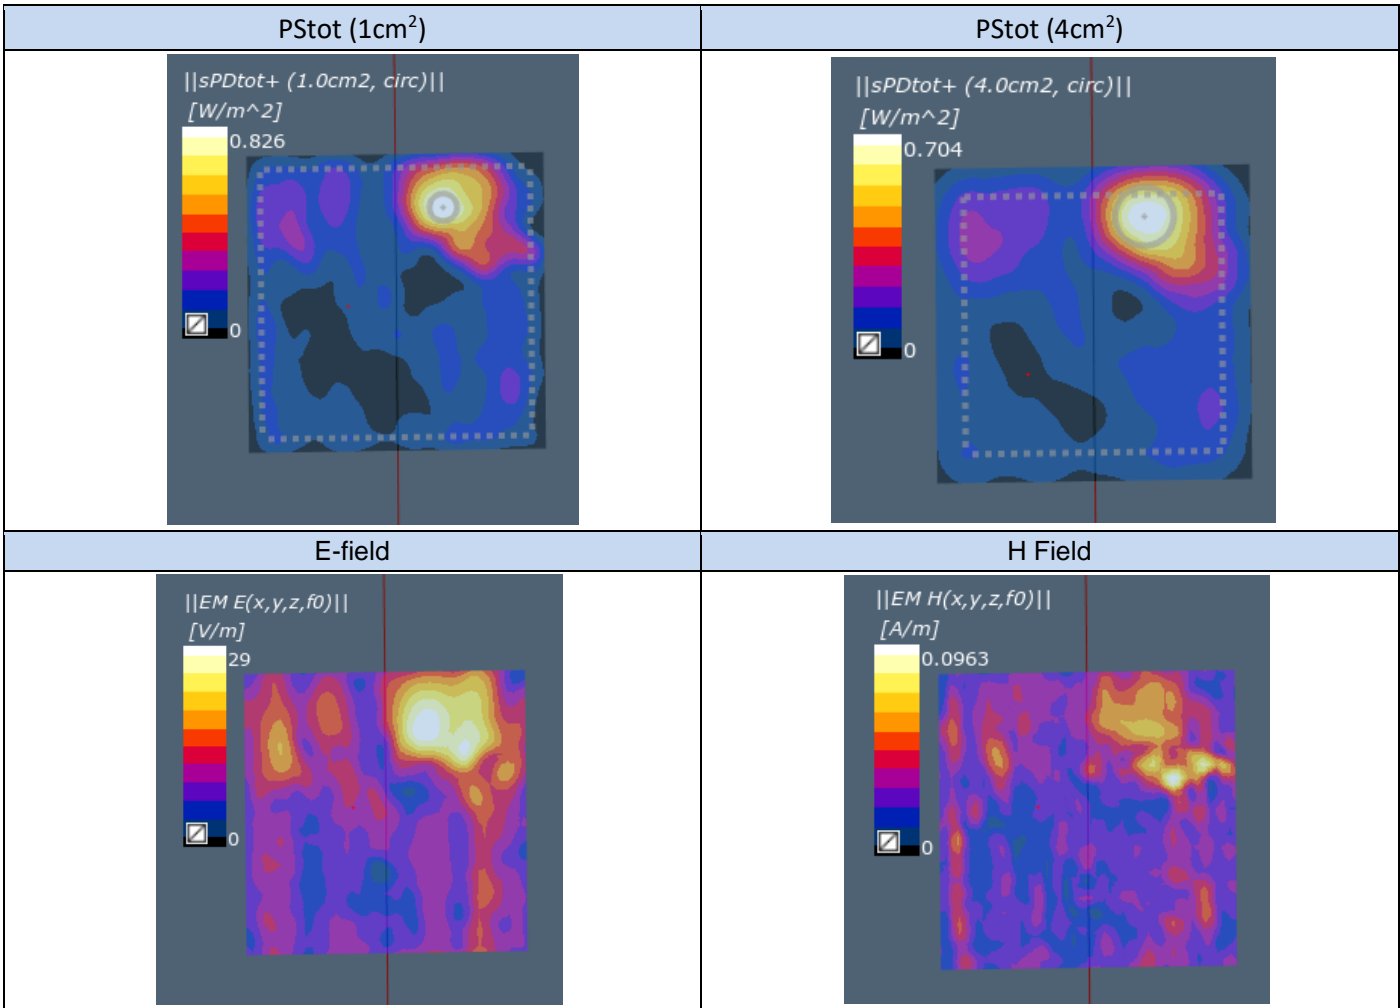 PStot (1cm²)
PStot (4cm²)
||sPDtot+ (1.0cm2, circ)||
[W/m^2]
0.826
0
||sPDtot+ (4.0cm2, circ)||
[W/m^2]
0.704
0
E-field
H Field
||EM E(x,y,z,f0)||
[V/m]
29
0
||EM H(x,y,z,f0)||
[A/m]
0.0963
0